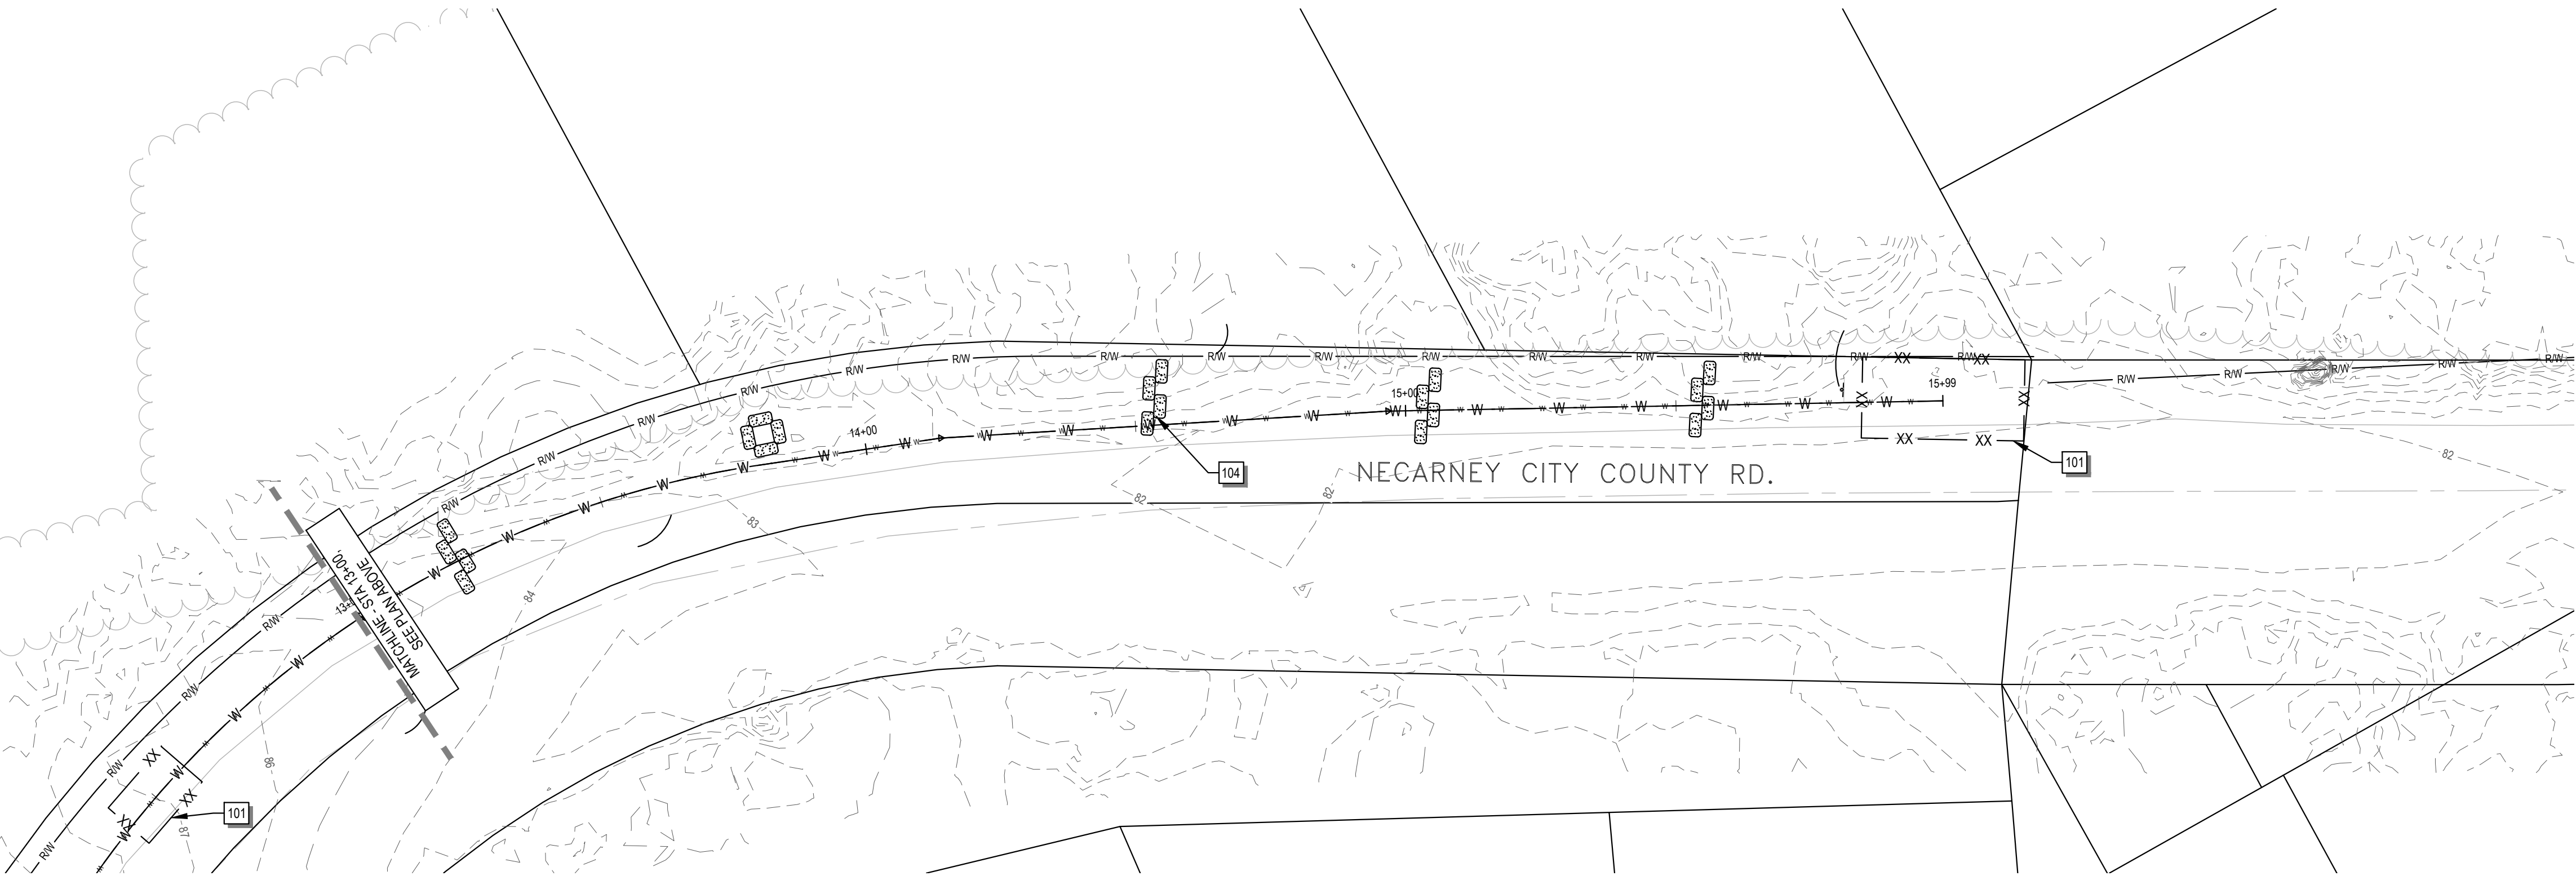 R/W R/W R/W R/W R/W R/W R/W R/W XX R/W XX R/W
R/W R/W R/W R/W R/W
R/W
R/W
R/W
R/W
R/W
R/W
R/W
R/W
14+00
15+00
15+99
W W W W W W W W W W W W W W W W W W
W
W
W
XX
XX
XX XX
104
101
NECARNEY CITY COUNTY RD.
82
82
82
83
84
86
87
MATCHLINE - STA 13+00,
SEE PLAN ABOVE
13+
XX
XX
XX
101